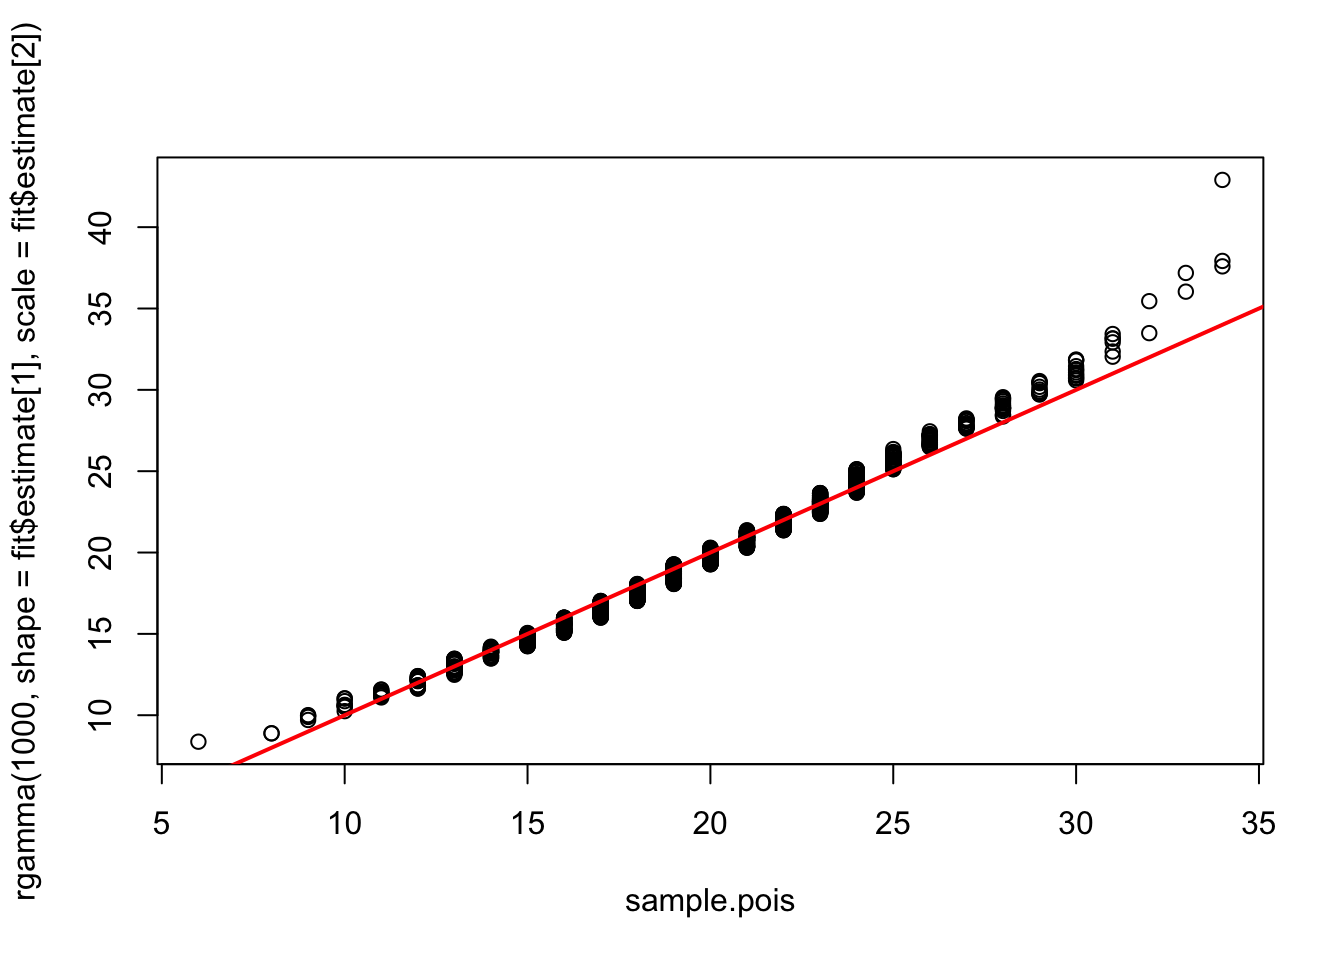 rgamma(1000, shape = fit$estimate[1], scale = fit$estimate[2])
40
35
30
25
20
15
10
5 10 15 20 25 30 35
sample.pois